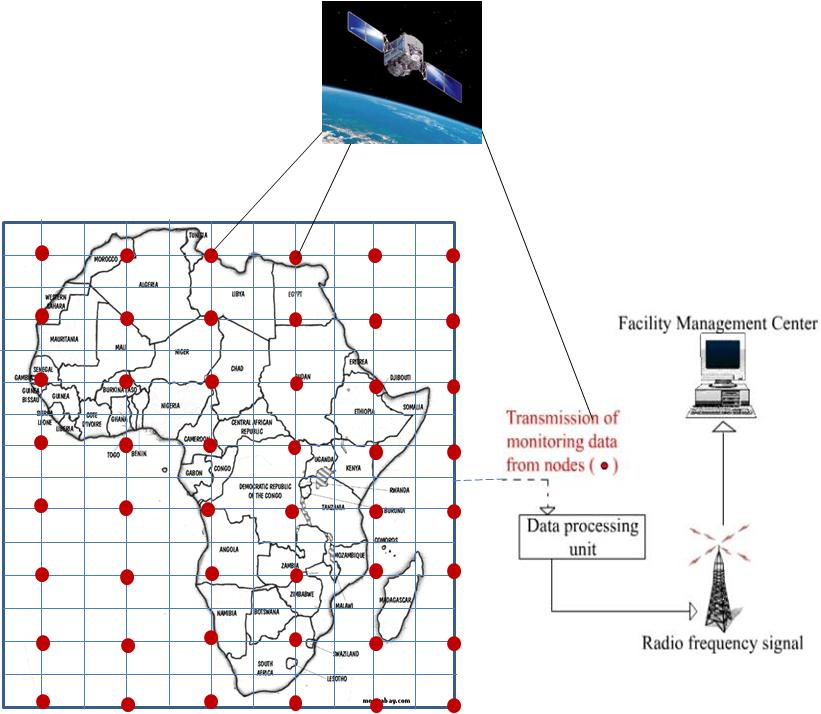 TUNISIA
MOROCCO
ALGERIA
LIBYA
EGYPT
WESTERN
SAHARA
MAURITANIA
MALI
NIGER
CHAD
SUDAN
ERITREA
DJIBOUTI
SENEGAL
GUINEA
BISSAU
GUINEA
BURKINA FASO
NIGERIA
ETHIOPIA
SOMALIA
SIERRA
LEONE
LIBERIA
COTE
D'IVOIRE
GHANA
TOGO
BENIN
CAMEROON
CENTRAL AFRICAN
REPUBLIC
GABON
CONGO
DEMOCRATIC REPUBLIC
OF THE CONGO
UGANDA
KENYA
RWANDA
BURUNDI
TANZANIA
COMOROS
ANGOLA
ZAMBIA
MOZAMBIQUE
MALAWI
ZIMBABWE
MADAGASCAR
NAMIBIA
BOTSWANA
SWAZILAND
SOUTH
AFRICA
LESOTHO
Facility Management Center
Transmission of
monitoring data
from nodes ( )
Data processing
unit
Radio frequency signal